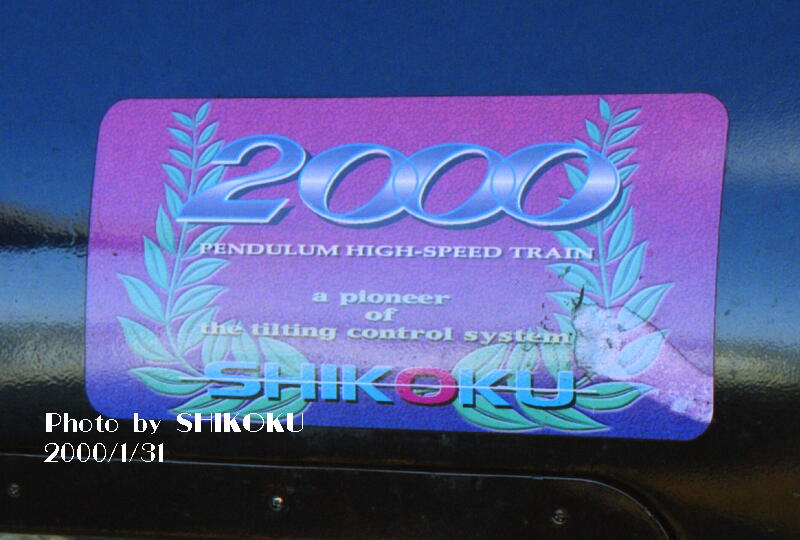 2000
PENDULUM HIGH-SPEED TRAIN
a pioneer
of
the tilting control system
SHIKOKU
Photo by SHIKOKU
2000/1/31